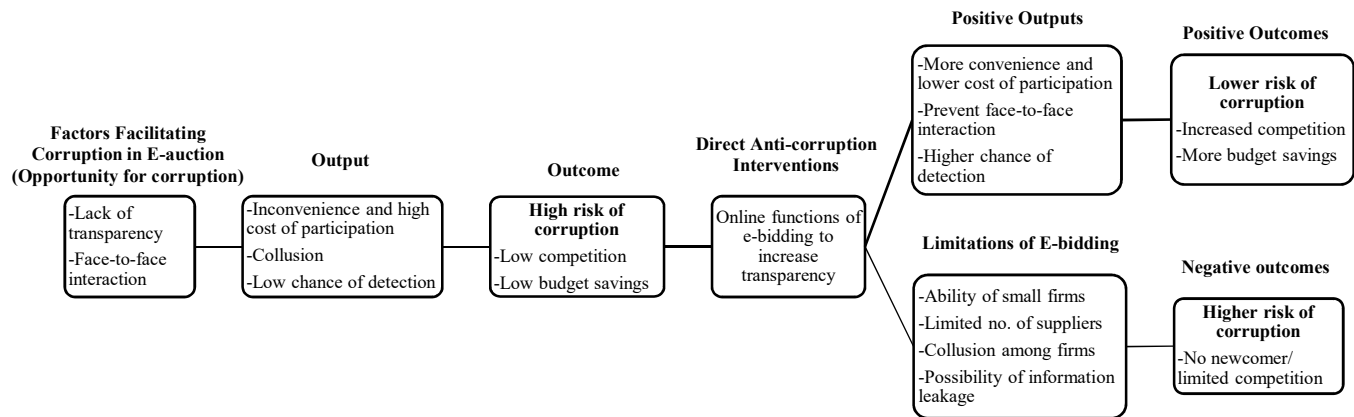 Factors Facilitating
Corruption in E-auction
(Opportunity for corruption)
-Lack of
transparency
-Face-to-face
interaction
Output
-Inconvenience and high
cost of participation
-Collusion
-Low chance of detection
Outcome
High risk of
corruption
-Low competition
-Low budget savings
Direct Anti-corruption
Interventions
Online functions of
e-bidding to
increase transparency
Positive Outputs
-More convenience and
lower cost of participation
-Prevent face-to-face
interaction
-Higher chance of
detection
Positive Outcomes
Lower risk of
corruption
-Increased competition
-More budget savings
Limitations of E-bidding
-Ability of small firms
-Limited no. of suppliers
-Collusion among firms
-Possibility of information
leakage
Negative outcomes
Higher risk of
corruption
-No newcomer/
limited competition